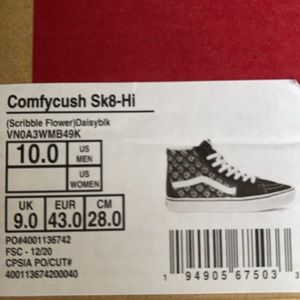 Comfycush Sk8-Hi
(Scribble Flower)Daisyblk
VN0A3WMB49K
10.0 US MEN
US WOMEN
UK EUR CM
9.0 43.0 28.0
PO#4001136742
FSC - 12/20
CPSIA PO/CUT#
400113674200040
1 94905 67503 3